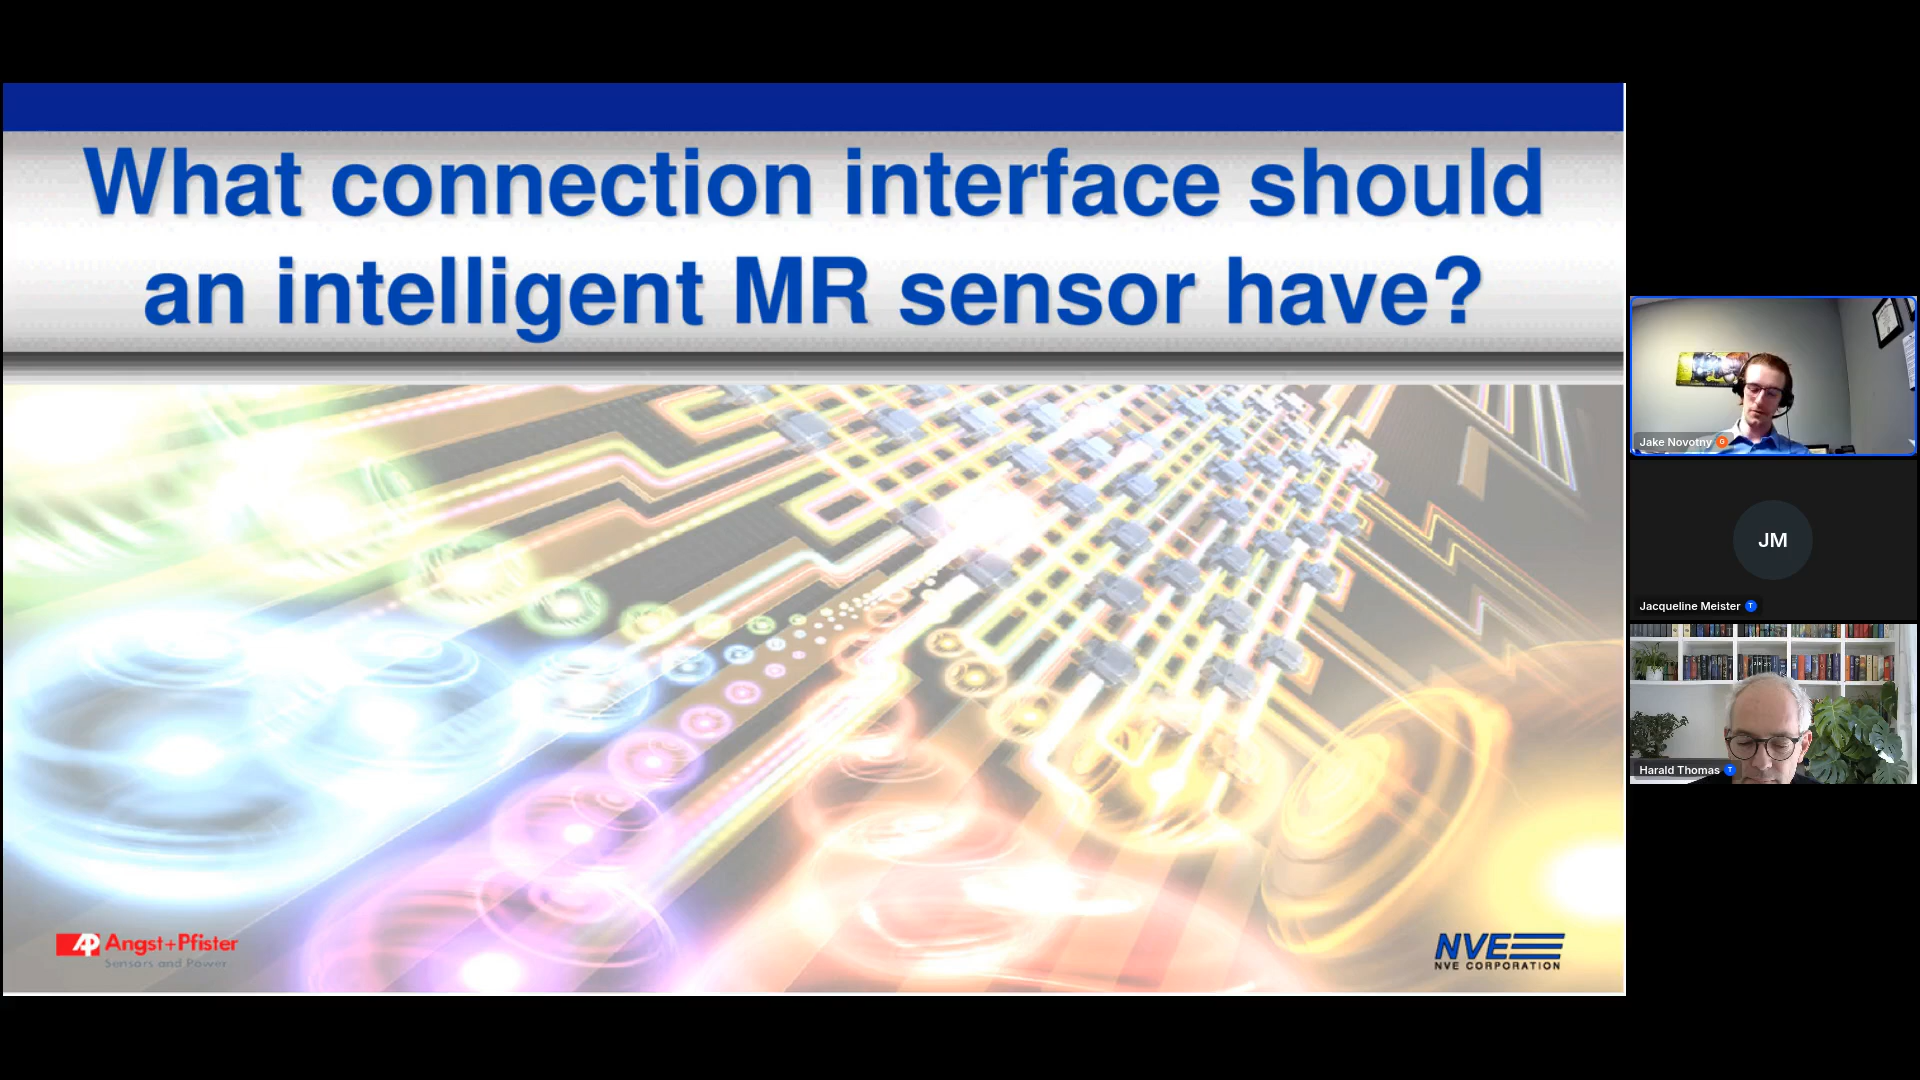 What connection interface should
an intelligent MR sensor have?
AP Angst+Pfister
Sensors and Power
NVE
NVE CORPORATION
Jake Novotny G
JM
Jacqueline Meister T
Harald Thomas T